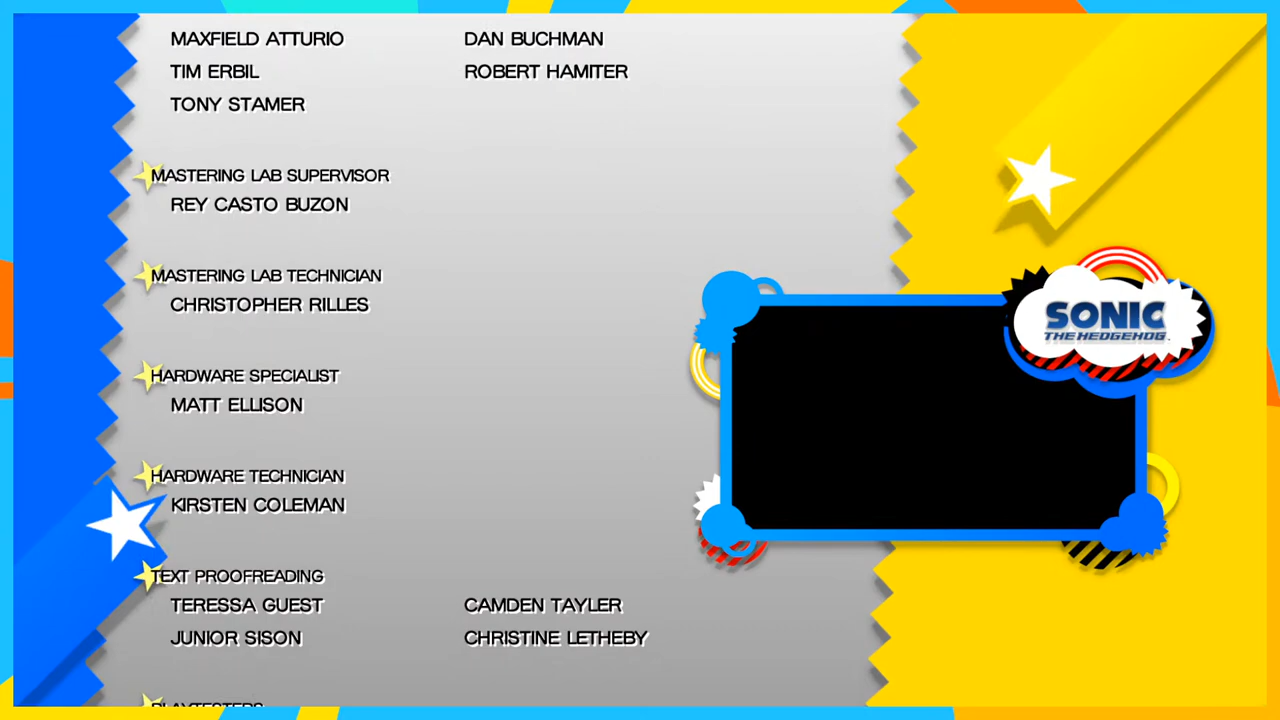 MAXFIELD ATTURIO DAN BUCHMAN
TIM ERBIL ROBERT HAMITER
TONY STAMER
MASTERING LAB SUPERVISOR
REY CASTO BUZON
MASTERING LAB TECHNICIAN
CHRISTOPHER RILLES
HARDWARE SPECIALIST
MATT ELLISON
HARDWARE TECHNICIAN
KIRSTEN COLEMAN
TEXT PROOFREADING
TERESSA GUEST CAMDEN TAYLER
JUNIOR SISON CHRISTINE LETHEBY
PLAYTESTERS
SONIC
THE HEDGEHOG